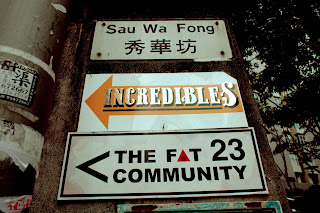 Sau Wa Fong
秀華坊
INCREDIBLES
THE FAT 23
COMMUNITY